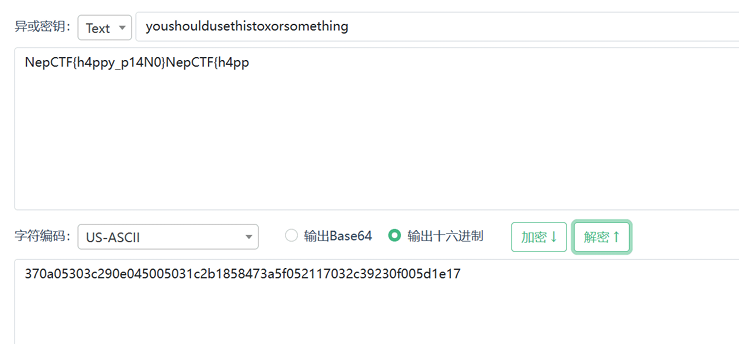 异或密钥： Text youshouldusethistoxorsomething
NepCTF{h4ppy_p14N0}NepCTF{h4pp
字符编码： US-ASCII 输出Base64 输出十六进制 加密↓ 解密↑
370a05303c290e045005031c2b1858473a5f052117032c39230f005d1e17